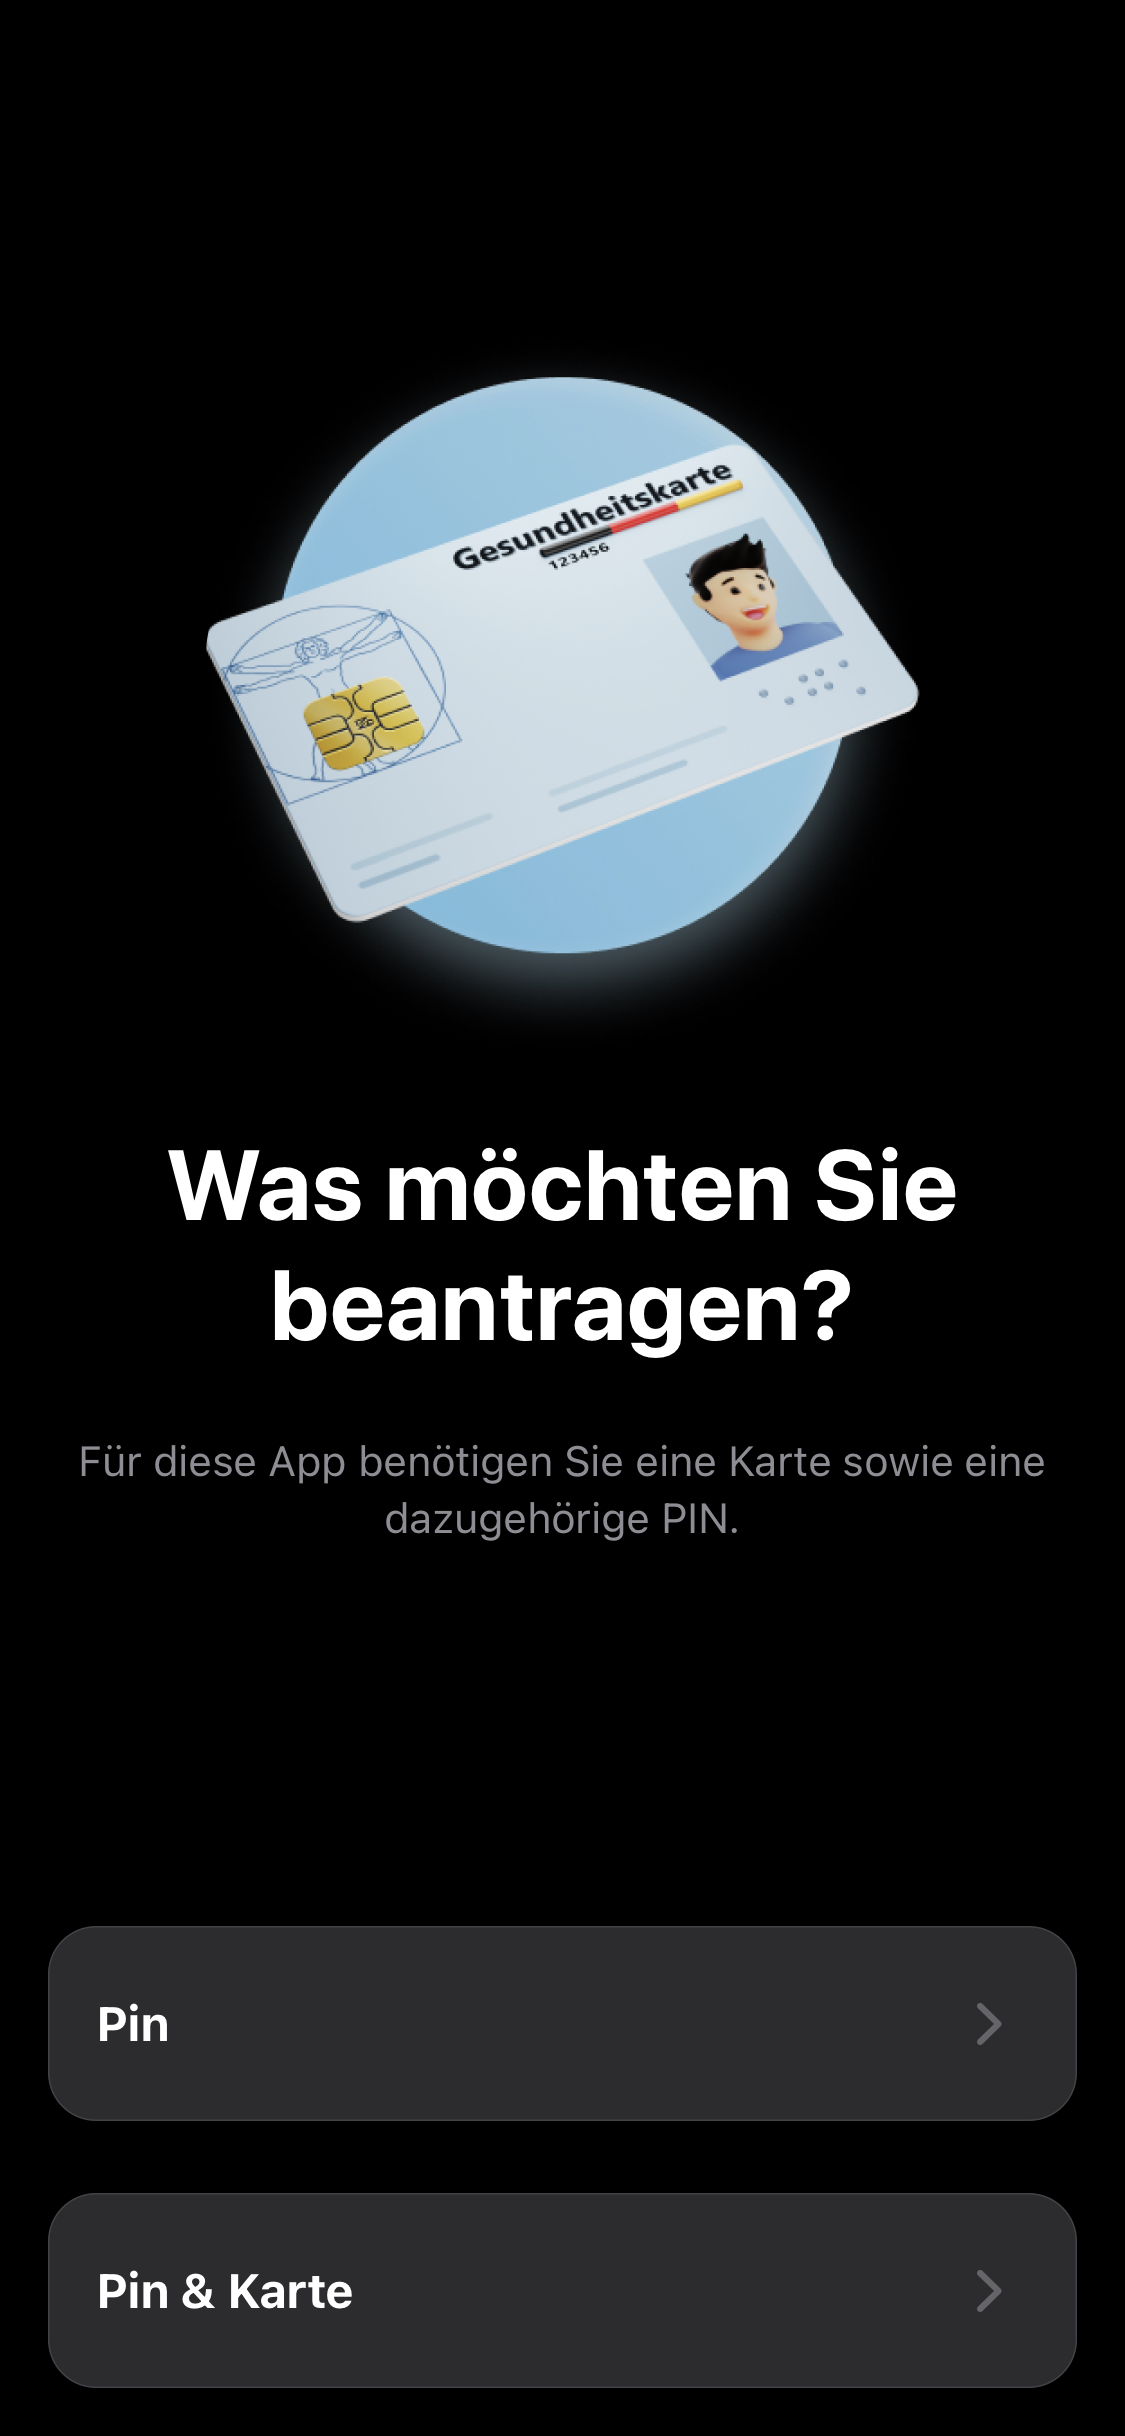 Gesundheitskarte
123456
Was möchten Sie
beantragen?
Für diese App benötigen Sie eine Karte sowie eine
dazugehörige PIN.
Pin
Pin & Karte